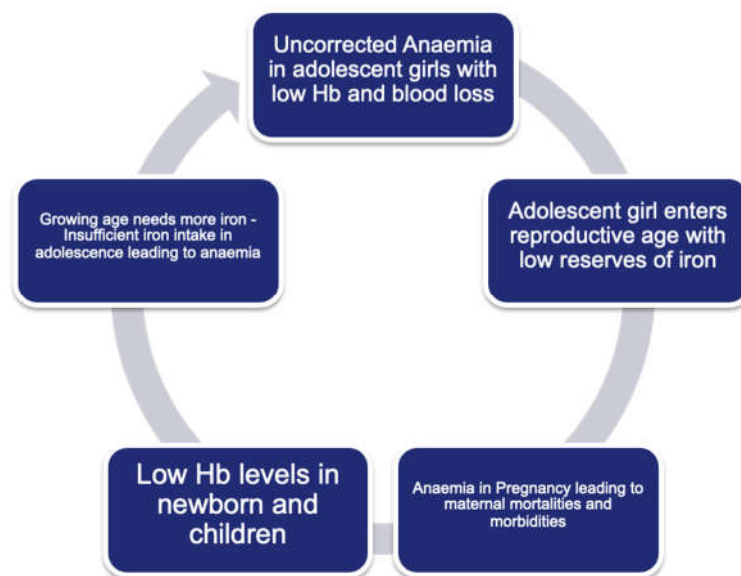 Uncorrected Anaemia
in adolescent girls with
low Hb and blood loss
Adolescent girl enters
reproductive age with
low reserves of iron
Anaemia in Pregnancy leading to
maternal mortalities and
morbidities
Low Hb levels in
newborn and
children
Growing age needs more iron -
Insufficient iron intake in
adolescence leading to anaemia